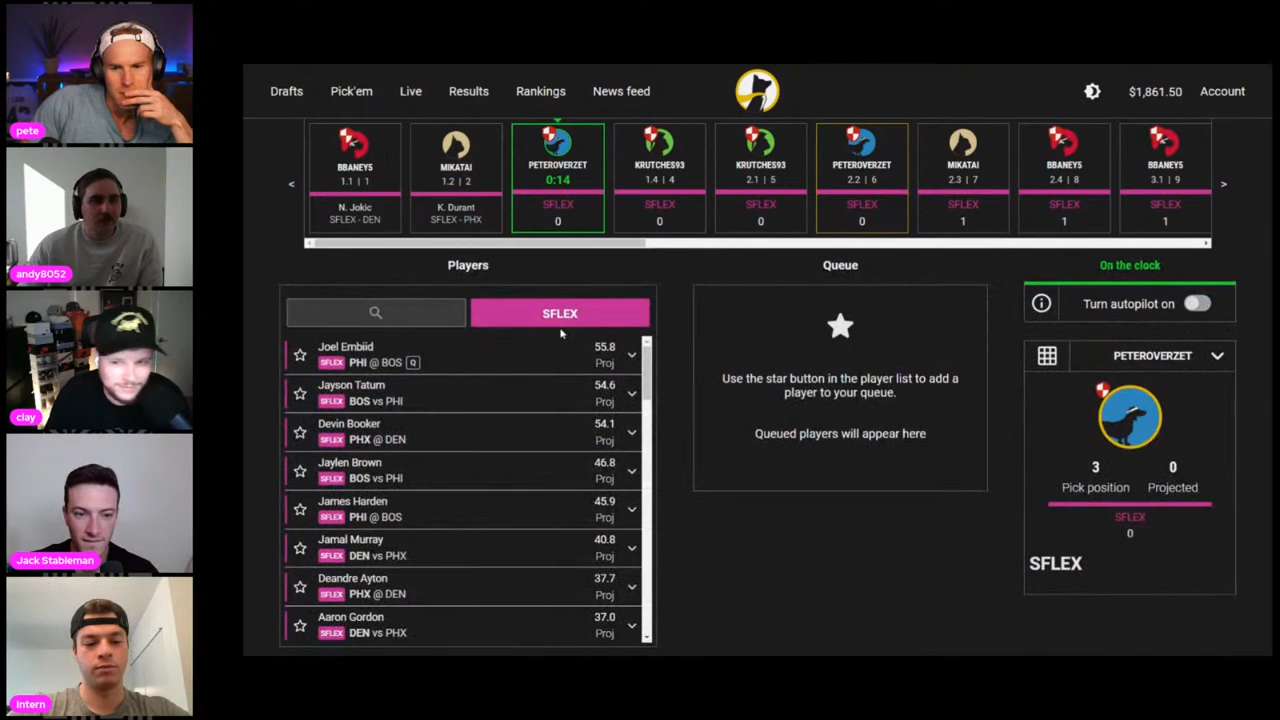 pete
andy8052
clay
Jack Stableman
Intern
Drafts Pick'em Live Results Rankings News feed $1,861.50 Account
<
BBANEY5
1.1 | 1
N. Jokic
SFLEX - DEN
MIKATAI
1.2 | 2
K. Durant
SFLEX - PHX
PETEROVERZET
0:14
SFLEX
0
KRUTCHES93
1.4 | 4
SFLEX
0
KRUTCHES93
2.1 | 5
SFLEX
0
PETEROVERZET
2.2 | 6
SFLEX
0
MIKATAI
2.3 | 7
SFLEX
1
BBANEY5
2.4 | 8
SFLEX
1
BBANEY5
3.1 | 9
SFLEX
1
>
Players
SFLEX
Joel Embiid 55.8
SFLEX PHI @ BOS Q Proj
Jayson Tatum 54.6
SFLEX BOS vs PHI Proj
Devin Booker 54.1
SFLEX PHX @ DEN Proj
Jaylen Brown 46.8
SFLEX BOS vs PHI Proj
James Harden 45.9
SFLEX PHI @ BOS Proj
Jamal Murray 40.8
SFLEX DEN vs PHX Proj
Deandre Ayton 37.7
SFLEX PHX @ DEN Proj
Aaron Gordon 37.0
SFLEX DEN vs PHX Proj
Queue
Use the star button in the player list to add a
player to your queue.
Queued players will appear here
On the clock
Turn autopilot on
PETEROVERZET
3 0
Pick position Projected
SFLEX
0
SFLEX